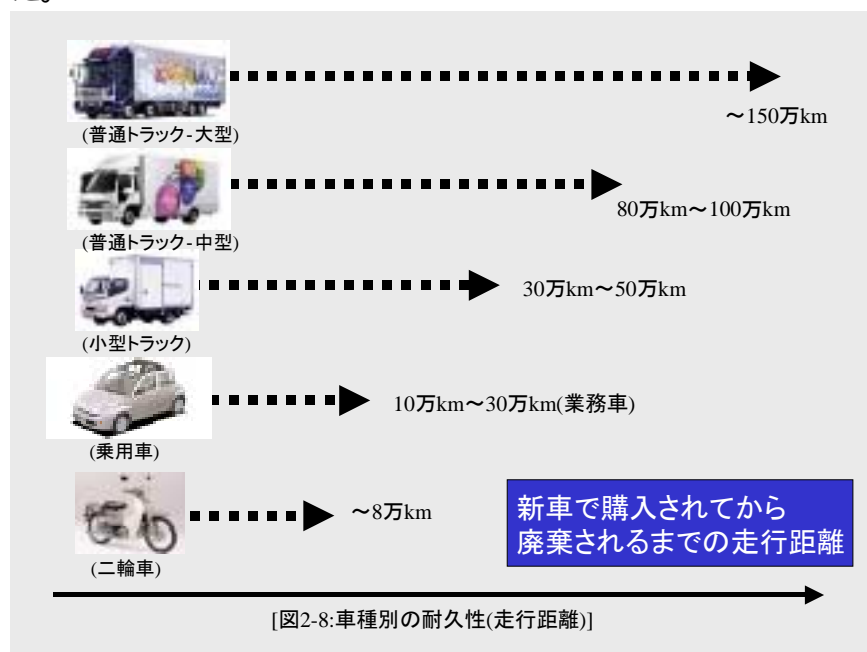 (普通トラック-大型)
～150万km
(普通トラック-中型)
80万km～100万km
(小型トラック)
30万km～50万km
(乗用車)
10万km～30万km(業務車)
(二輪車)
～8万km
新車で購入されてから
廃棄されるまでの走行距離
[図2-8:車種別の耐久性(走行距離)]